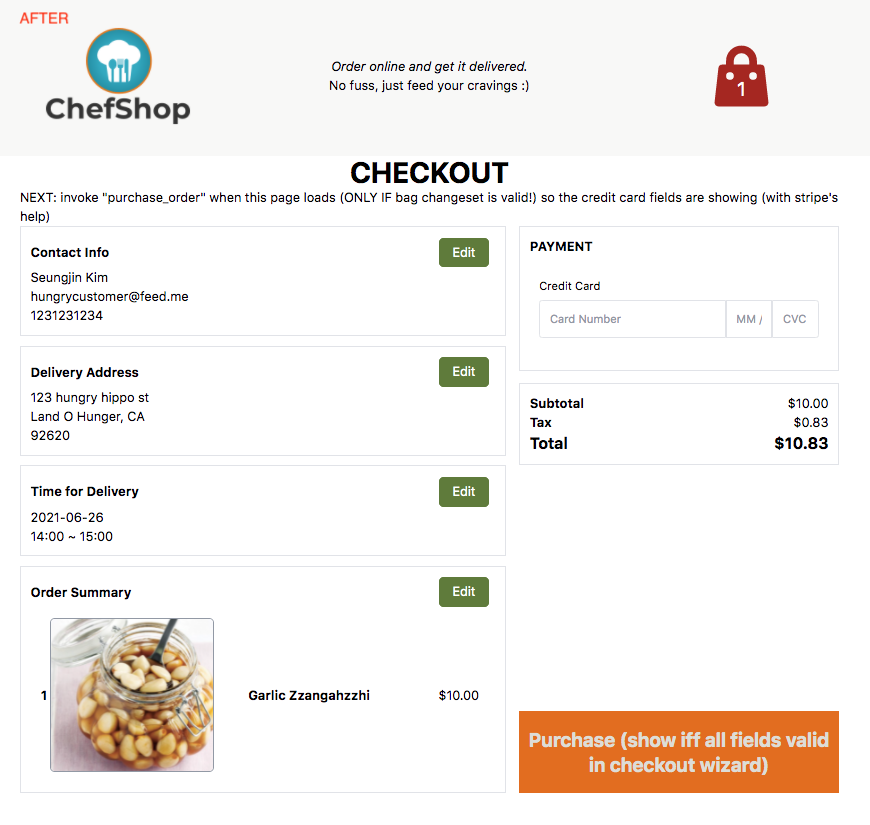 AFTER
ChefShop
Order online and get it delivered.
No fuss, just feed your cravings :)
1
CHECKOUT
NEXT: invoke "purchase_order" when this page loads (ONLY IF bag changeset is valid!) so the credit card fields are showing (with stripe's
help)
Contact Info
Edit
Seungjin Kim
hungrycustomer@feed.me
1231231234
Delivery Address
Edit
123 hungry hippo st
Land O Hunger, CA
92620
Time for Delivery
Edit
2021-06-26
14:00 ~ 15:00
Order Summary
Edit
1
Garlic Zzangahzzhi
$10.00
PAYMENT
Credit Card
Card Number
MM /
CVC
Subtotal $10.00
Tax $0.83
Total $10.83
Purchase (show iff all fields valid
in checkout wizard)